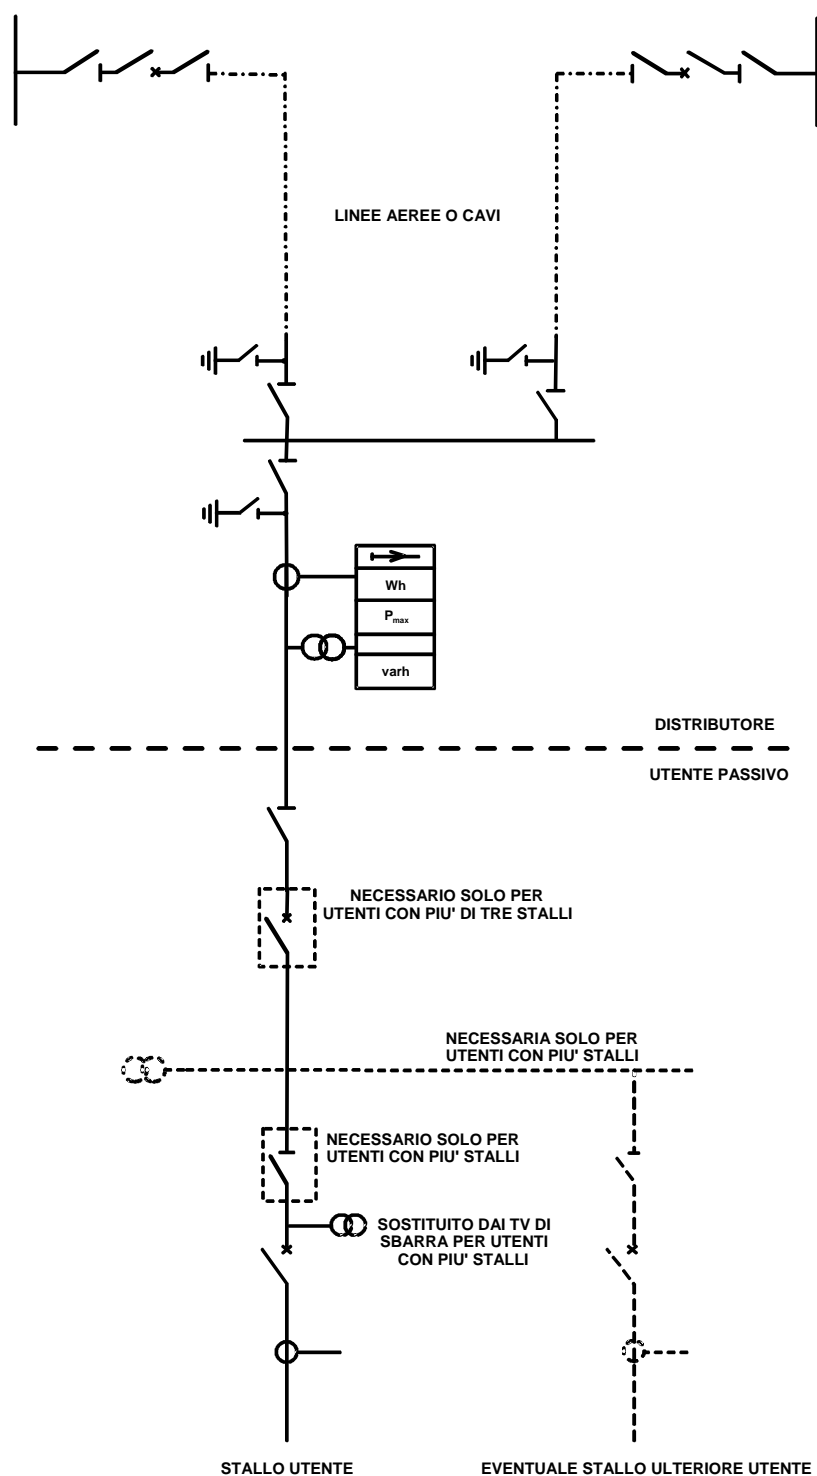 LINEE AEREE O CAVI
Wh
Pmax
varh
DISTRIBUTORE
UTENTE PASSIVO
NECESSARIO SOLO PER
UTENTI CON PIU' DI TRE STALLI
NECESSARIA SOLO PER
UTENTI CON PIU' STALLI
NECESSARIO SOLO PER
UTENTI CON PIU' STALLI
SOSTITUITO DAI TV DI
SBARRA PER UTENTI
CON PIU' STALLI
STALLO UTENTE
EVENTUALE STALLO ULTERIORE UTENTE